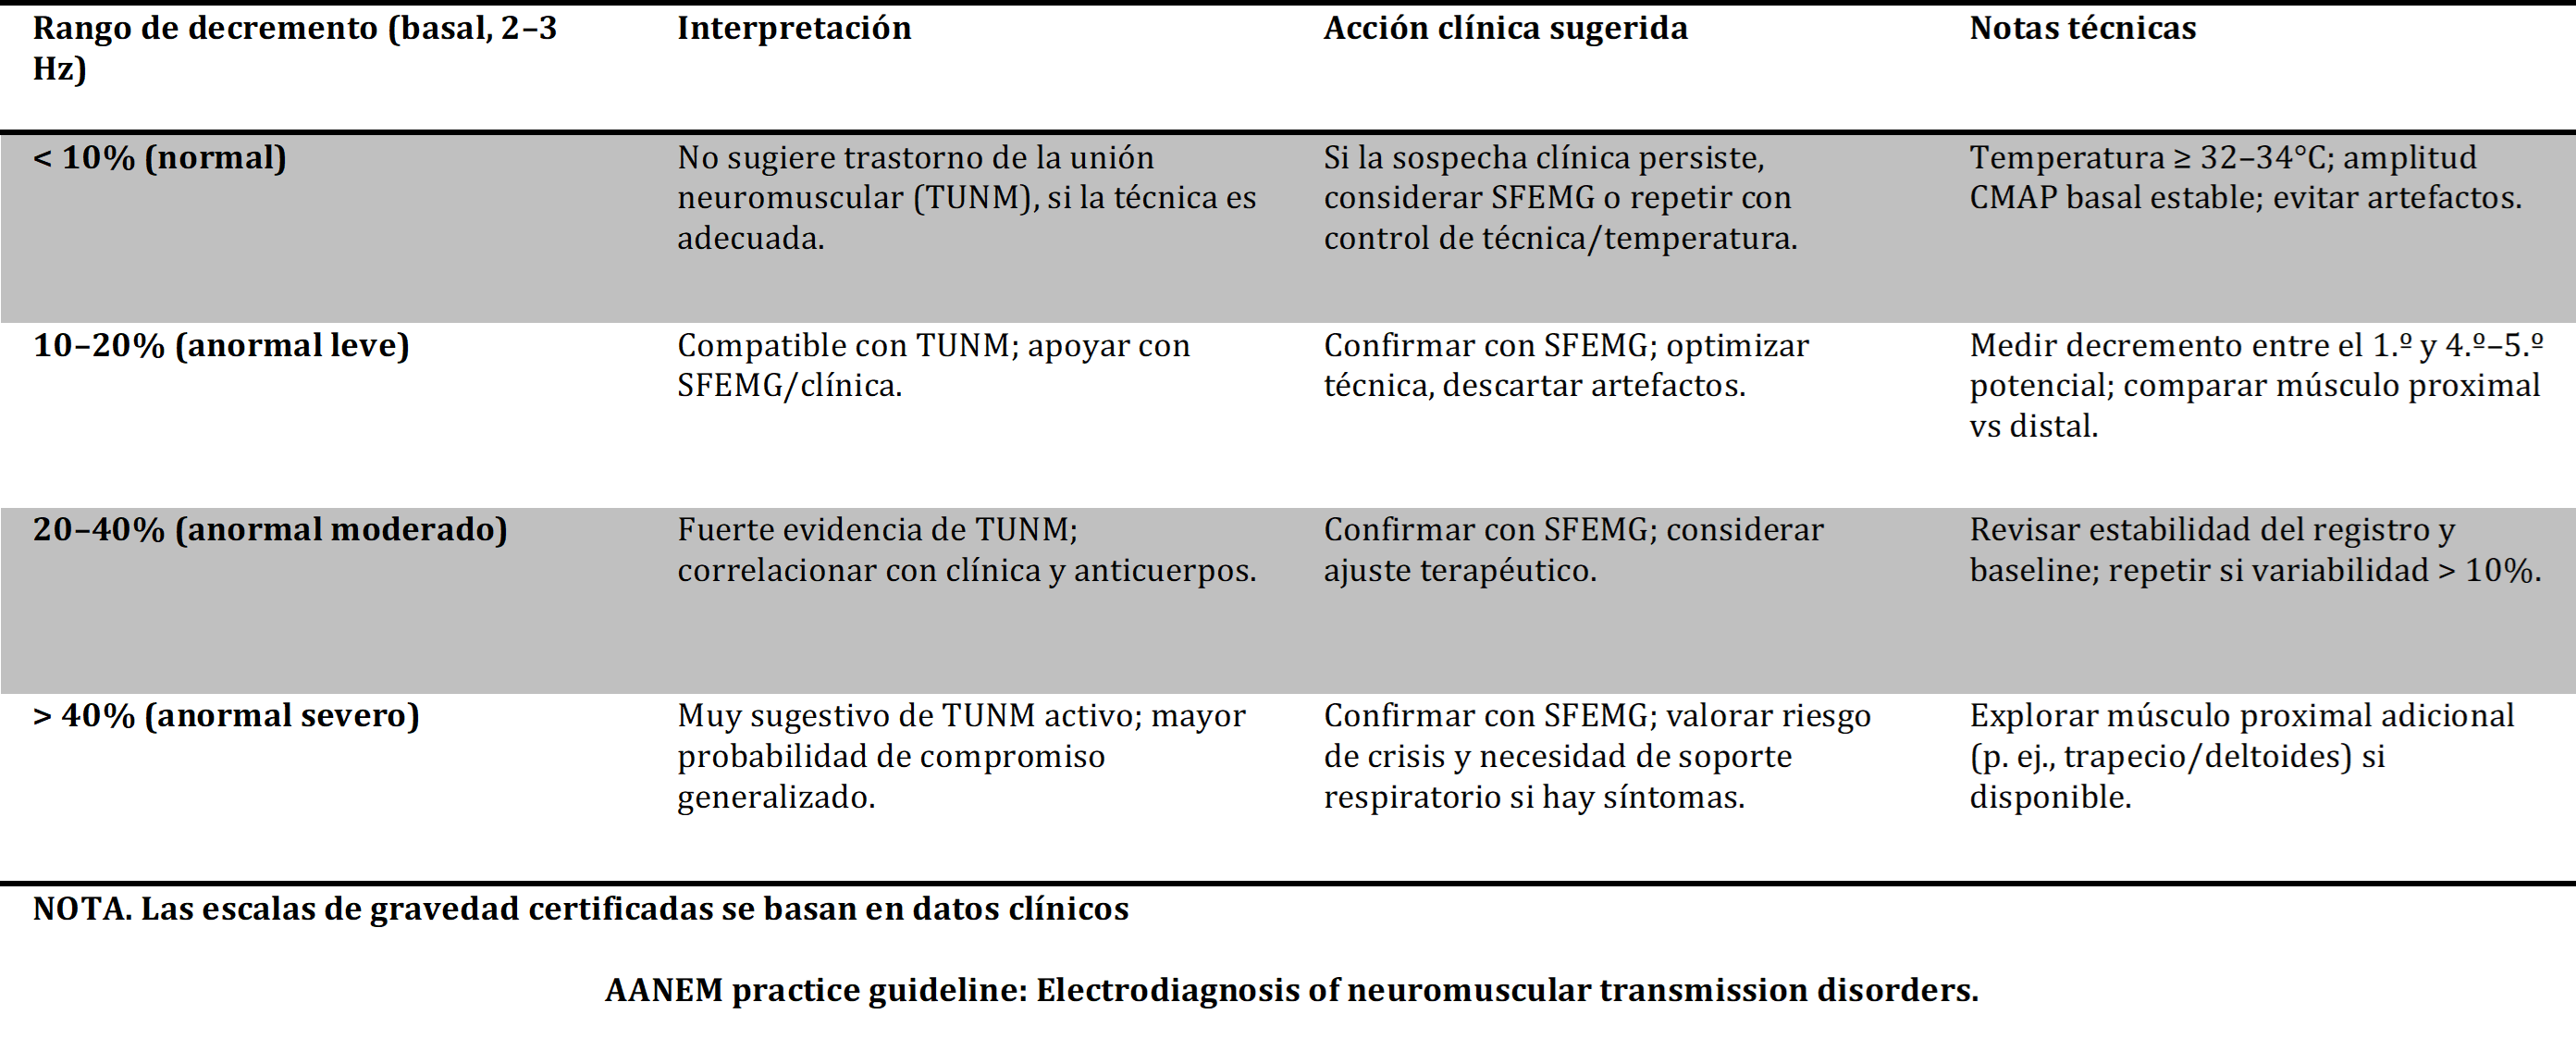 Rango de decremento (basal, 2–3
Hz)
Interpretación
Acción clínica sugerida
Notas técnicas
< 10% (normal)
No sugiere trastorno de la unión
neuromuscular (TUNM), si la técnica es
adecuada.
Si la sospecha clínica persiste,
considerar SFEMG o repetir con
control de técnica/temperatura.
Temperatura ≥ 32–34°C; amplitud
CMAP basal estable; evitar artefactos.
10–20% (anormal leve)
Compatible con TUNM; apoyar con
SFEMG/clínica.
Confirmar con SFEMG; optimizar
técnica, descartar artefactos.
Medir decremento entre el 1.º y 4.º–5.º
potencial; comparar músculo proximal
vs distal.
20–40% (anormal moderado)
Fuerte evidencia de TUNM;
correlacionar con clínica y anticuerpos.
Confirmar con SFEMG; considerar
ajuste terapéutico.
Revisar estabilidad del registro y
baseline; repetir si variabilidad > 10%.
> 40% (anormal severo)
Muy sugestivo de TUNM activo; mayor
probabilidad de compromiso
generalizado.
Confirmar con SFEMG; valorar riesgo
de crisis y necesidad de soporte
respiratorio si hay síntomas.
Explorar músculo proximal adicional
(p. ej., trapecio/deltoides) si
disponible.
NOTA. Las escalas de gravedad certificadas se basan en datos clínicos
AANEM practice guideline: Electrodiagnosis of neuromuscular transmission disorders.